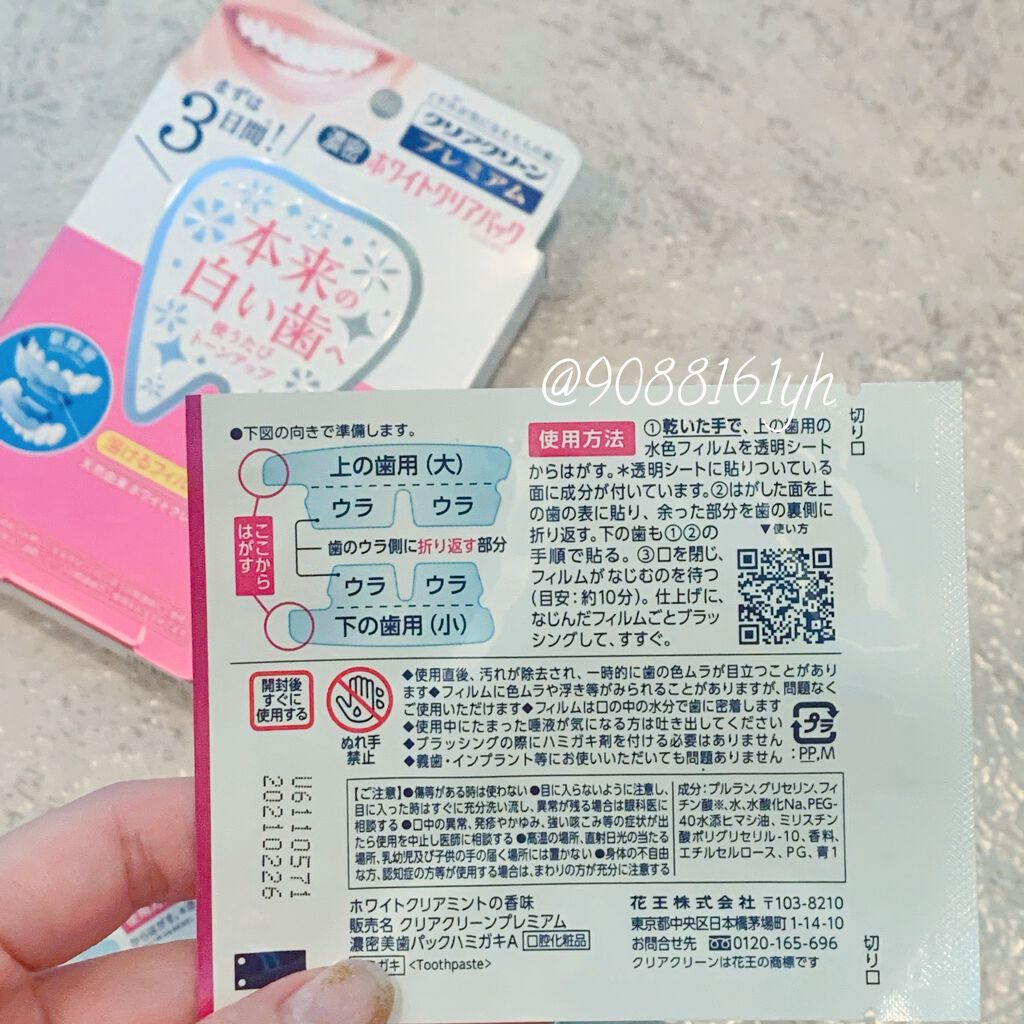 まずは
3日間!
クリアクリーン
プレミアム
濃密 ホワイトクリアパック
本来の
白い歯へ
使うたび
トーンアップ
@9088161yh
切り口
●下図の向きで準備します。
上の歯用(大)
ウラ ウラ
ここからはがす
歯のウラ側に折り返す部分
ウラ ウラ
下の歯用(小)
使用方法 ①乾いた手で、上の歯用の
水色フィルムを透明シート
からはがす。*透明シートに貼りついている
面に成分が付いています。②はがした面を上
の歯の表に貼り、余った部分を歯の裏側に
折り返す。下の歯も①②の
手順で貼る。③口を閉じ、
フィルムがなじむのを待つ
(目安:約10分)。仕上げに、
なじんだフィルムごとブラッ
シングして、すすぐ。
▼使い方
開封後
すぐに
使用する
ぬれ手
禁止
◆使用直後、汚れが除去され、一時的に歯の色ムラが目立つことがあり
ます◆フィルムに色ムラや浮き等がみられることがありますが、問題なく
ご使用いただけます◆フィルムは口の中の水分で歯に密着します
◆使用中にたまった唾液が気になる方は吐き出してください
◆ブラッシングの際にハミガキ剤を付ける必要はありません
◆義歯・インプラント等にお使いいただいても問題ありません
プラ
:PP,M
【ご注意】●傷等がある時は使わない●目に入らないように注意し、
目に入った時はすぐに充分洗い流し、異常が残る場合は眼科医に
相談する●口中の異常、発疹やかゆみ、強い咳こみ等の症状が出
たら使用を中止し医師に相談する●高温の場所、直射日光の当たる
場所、乳幼児及び子供の手の届く場所には置かない●身体の不自由
な方、認知症の方等が使用する場合は、まわりの方が充分に注意する
成分:プルラン、グリセリン、フィ
チン酸※、水、水酸化Na、PEG-
40水添ヒマシ油、ミリスチン
酸ポリグリセリル-10、香料、
エチルセルロース、PG、青1
U6110571
20210226
ホワイトクリアミントの香味
販売名 クリアクリーンプレミアム
濃密美歯パックハミガキA 口腔化粧品
ガキ <Toothpaste>
花王株式会社 〒103-8210
東京都中央区日本橋茅場町1-14-10
お問合せ先 0120-165-696
クリアクリーンは花王の商標です
切り口